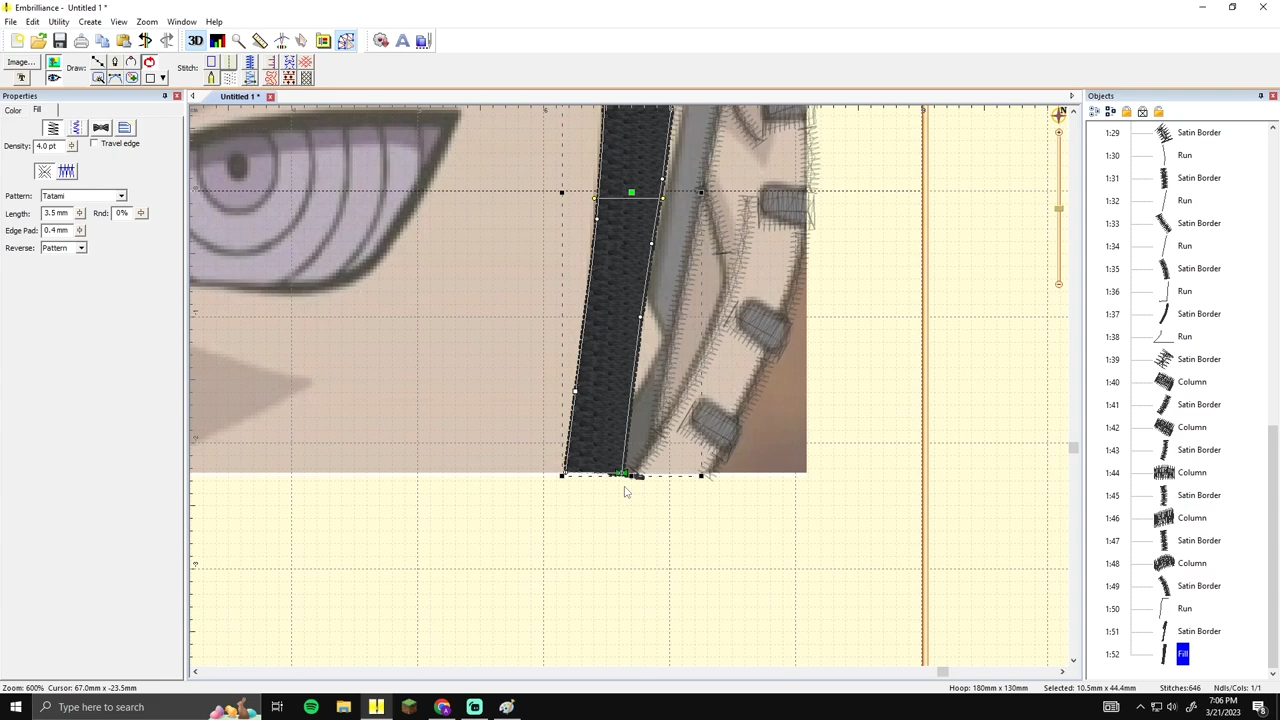 Embrilliance - Untitled 1 *
File Edit Utility Create View Zoom Window Help
3D
Image... Draw: Stitch:
Properties
Color Fill
Density: 4.0 pt Travel edge
Pattern: Tatami
Length: 3.5 mm Rnd: 0%
Edge Pad: 0.4 mm
Reverse: Pattern
Untitled 1 *
Objects
1:29 Satin Border
1:30 Run
1:31 Satin Border
1:32 Run
1:33 Satin Border
1:34 Run
1:35 Satin Border
1:36 Run
1:37 Satin Border
1:38 Run
1:39 Satin Border
1:40 Column
1:41 Satin Border
1:42 Column
1:43 Satin Border
1:44 Column
1:45 Satin Border
1:46 Column
1:47 Satin Border
1:48 Column
1:49 Satin Border
1:50 Run
1:51 Satin Border
1:52 Fill
Zoom: 600% Cursor: 67.0mm x -23.5mm Hoop: 180mm x 130mm Selected: 10.5mm x 44.4mm Stitches:646 Ndls/Cols: 1/1
Type here to search
7:06 PM
3/21/2023